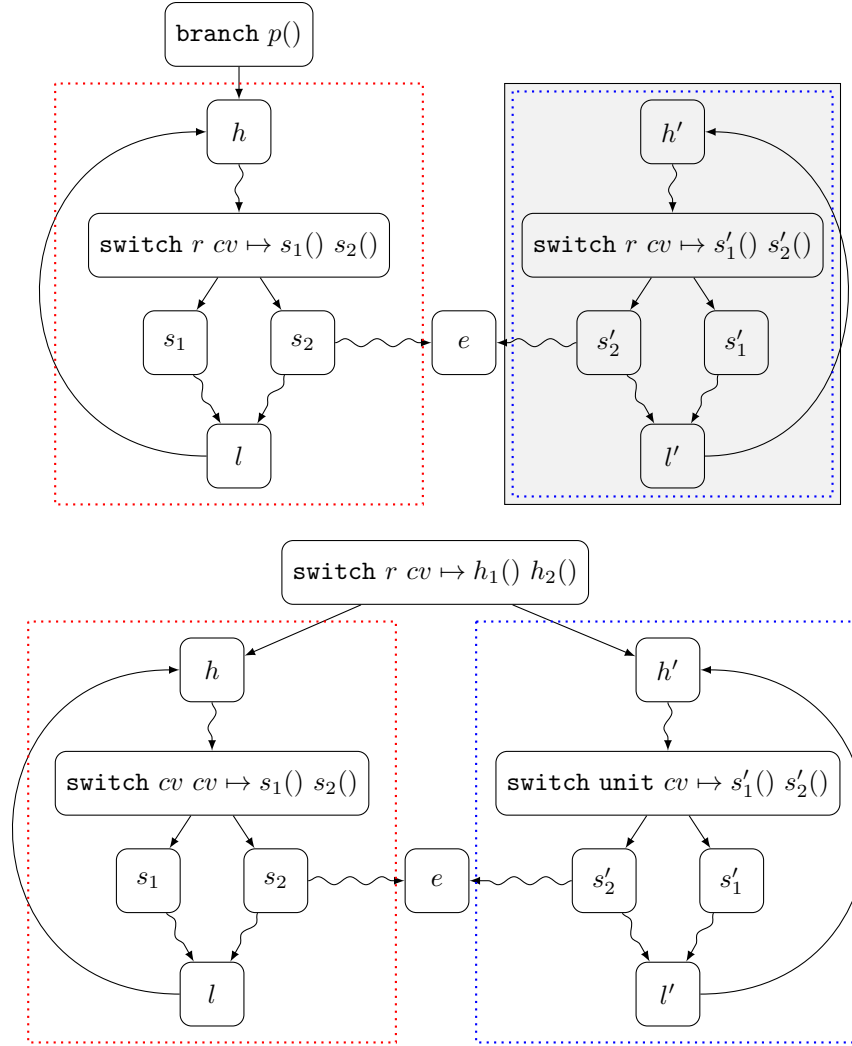 branch p()
h h′
switch r cv ↦ s₁() s₂() switch r cv ↦ s′₁() s′₂()
s₁ s₂ e s′₂ s′₁
l l′
switch r cv ↦ h₁() h₂()
h h′
switch cv cv ↦ s₁() s₂() switch unit cv ↦ s′₁() s′₂()
s₁ s₂ e s′₂ s′₁
l l′